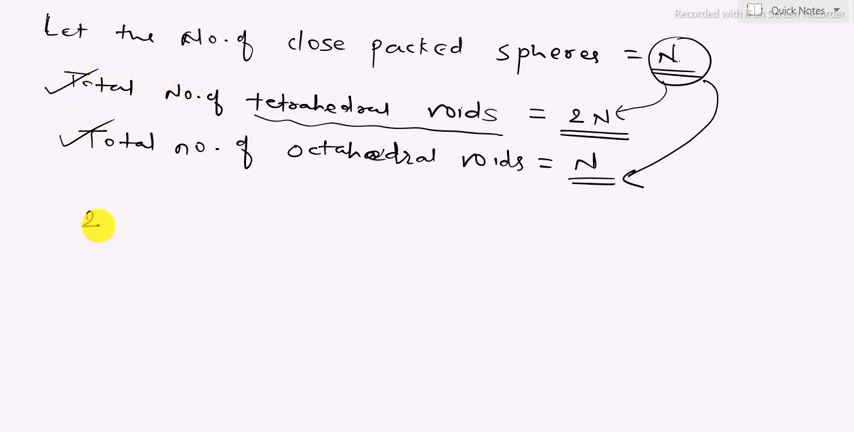 Quick Notes
Let the No. of close packed spheres = N
Total No. of tetrahedral voids = 2N
Total no. of octahedral voids = N
2